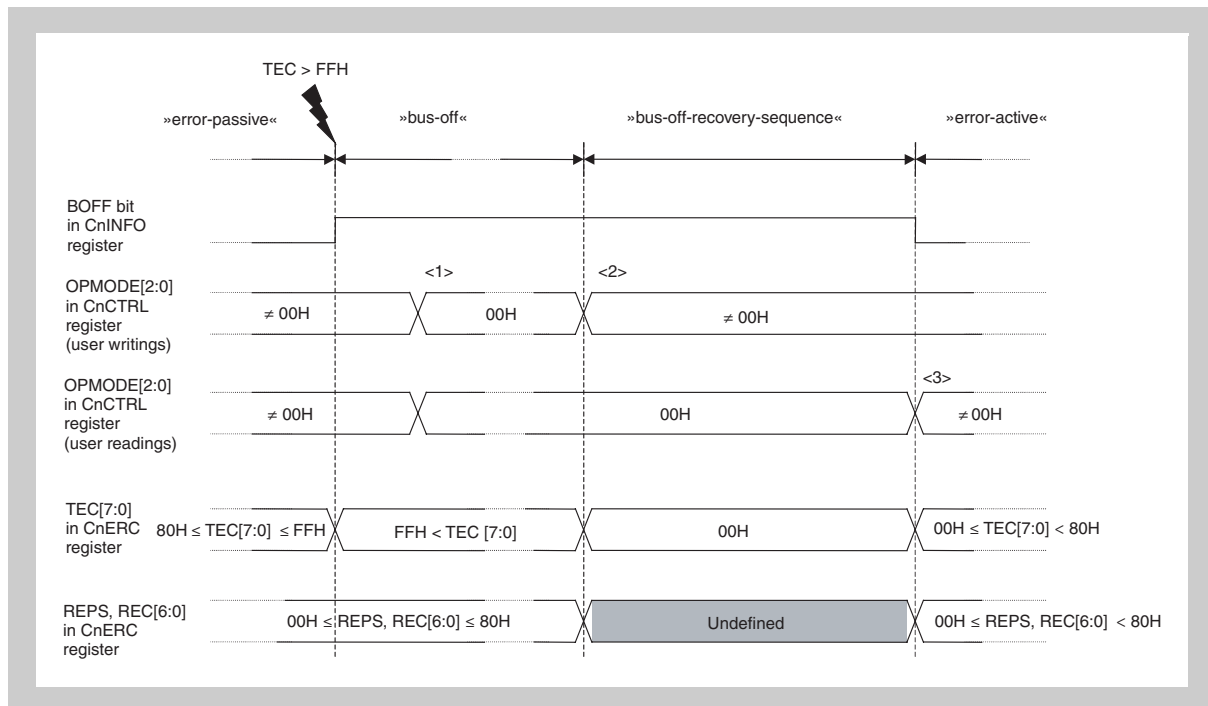 TEC > FFH
»error-passive«
»bus-off«
»bus-off-recovery-sequence«
»error-active«
BOFF bit
in CnINFO
register
<1>
<2>
OPMODE[2:0]
in CnCTRL
register
(user writings)
≠ 00H
00H
≠ 00H
<3>
OPMODE[2:0]
in CnCTRL
register
(user readings)
≠ 00H
00H
≠ 00H
TEC[7:0]
in CnERC
register
80H ≤ TEC[7:0] ≤ FFH
FFH < TEC [7:0]
00H
00H ≤ TEC[7:0] < 80H
REPS, REC[6:0]
in CnERC
register
00H ≤ REPS, REC[6:0] ≤ 80H
Undefined
00H ≤ REPS, REC[6:0] < 80H